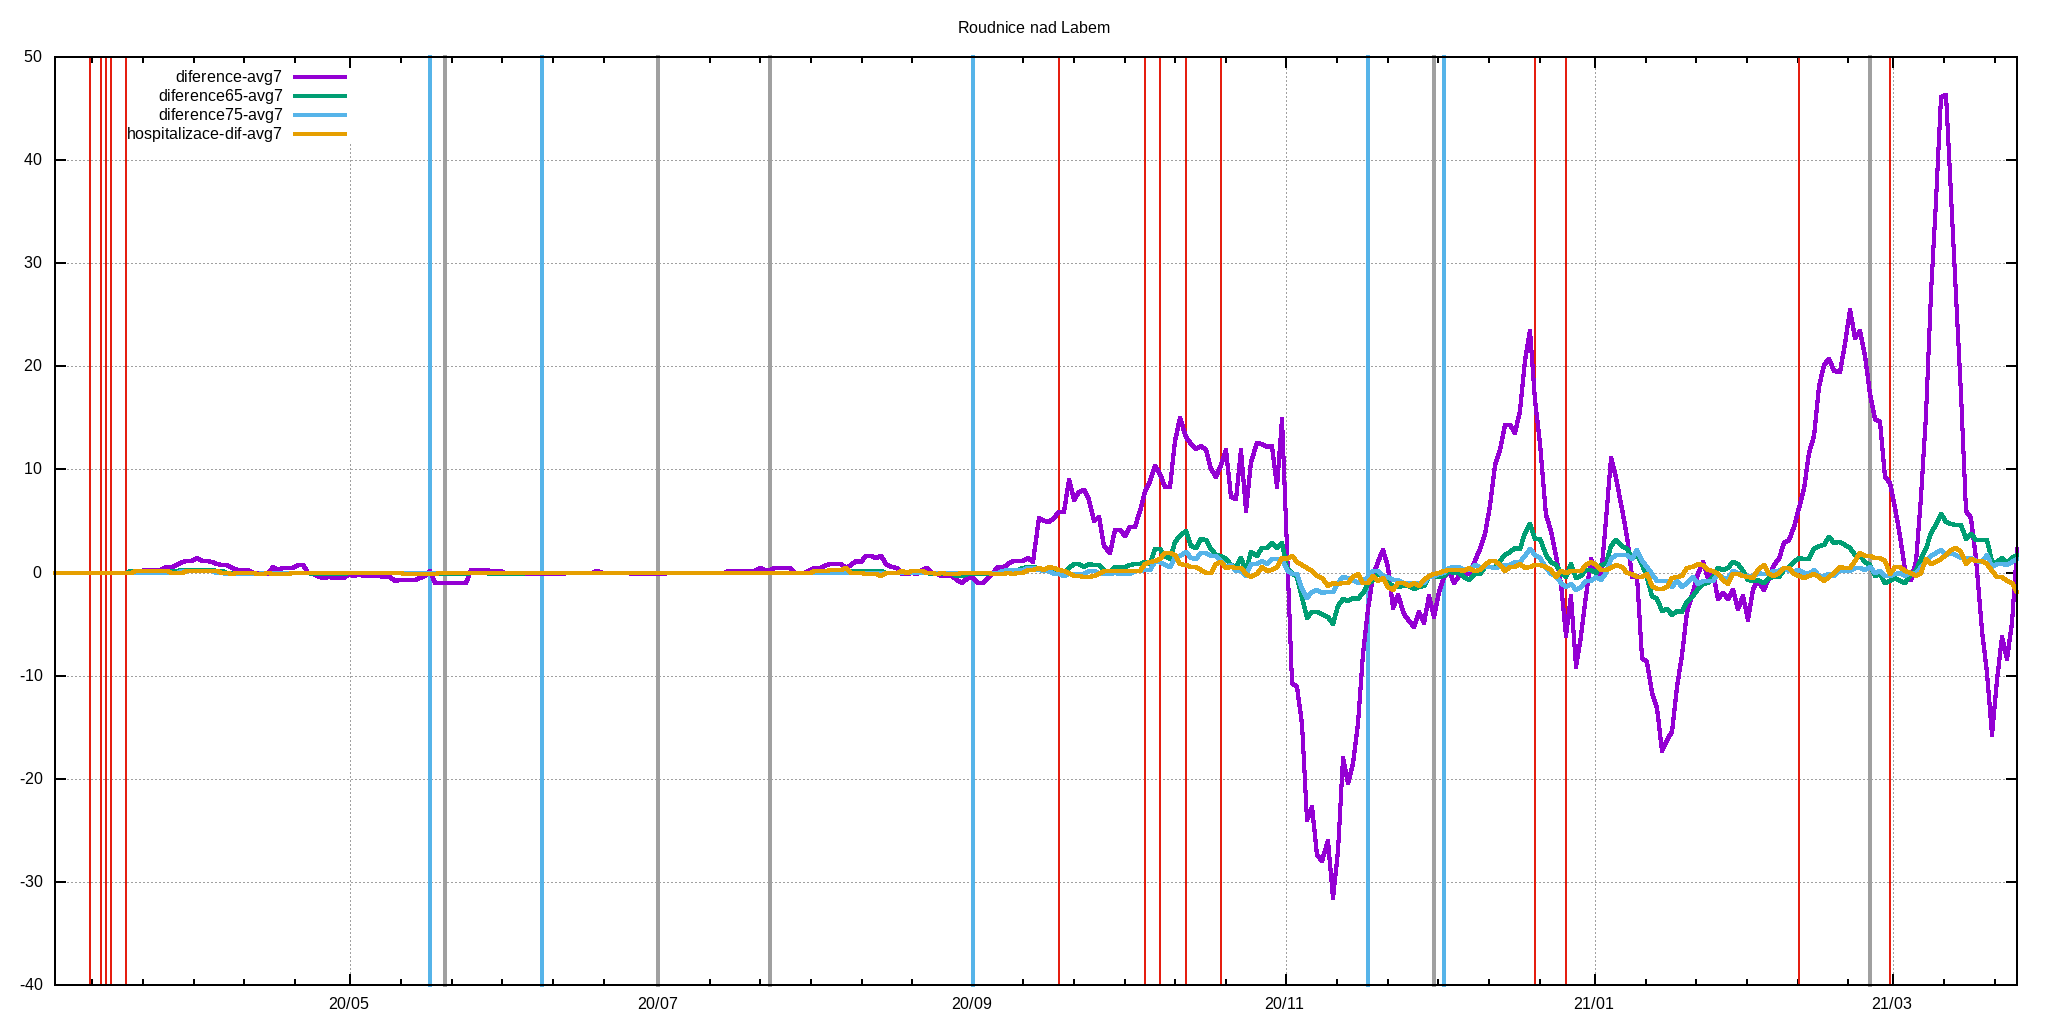 Roudnice nad Labem
diference-avg7
diference65-avg7
diference75-avg7
hospitalizace-dif-avg7
50
40
30
20
10
0
-10
-20
-30
-40
20/05 20/07 20/09 20/11 21/01 21/03